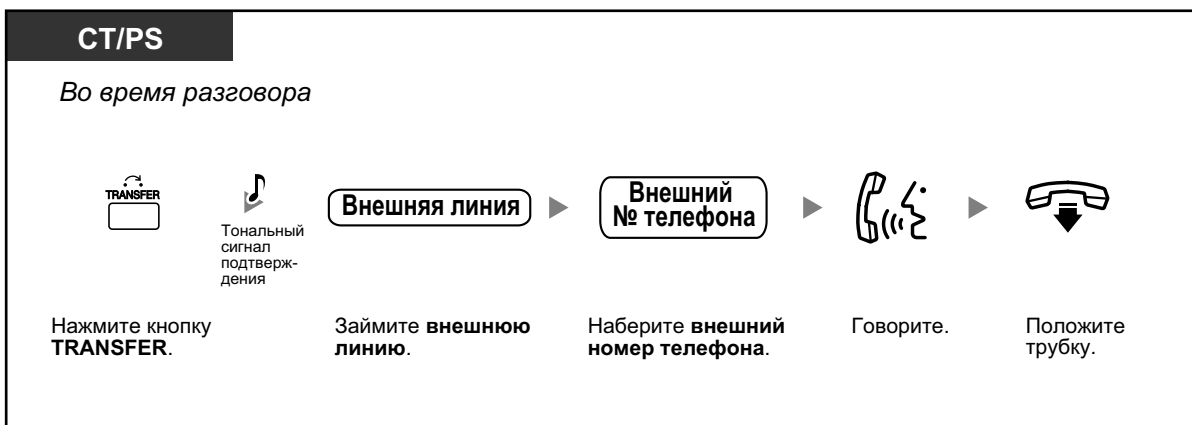 CT/PS
Во время разговора
TRANSFER
Тональный
сигнал
подтверж-
дения
Внешняя линия
Внешний
№ телефона
Нажмите кнопку
TRANSFER.
Займите внешнюю
линию.
Наберите внешний
номер телефона.
Говорите.
Положите
трубку.